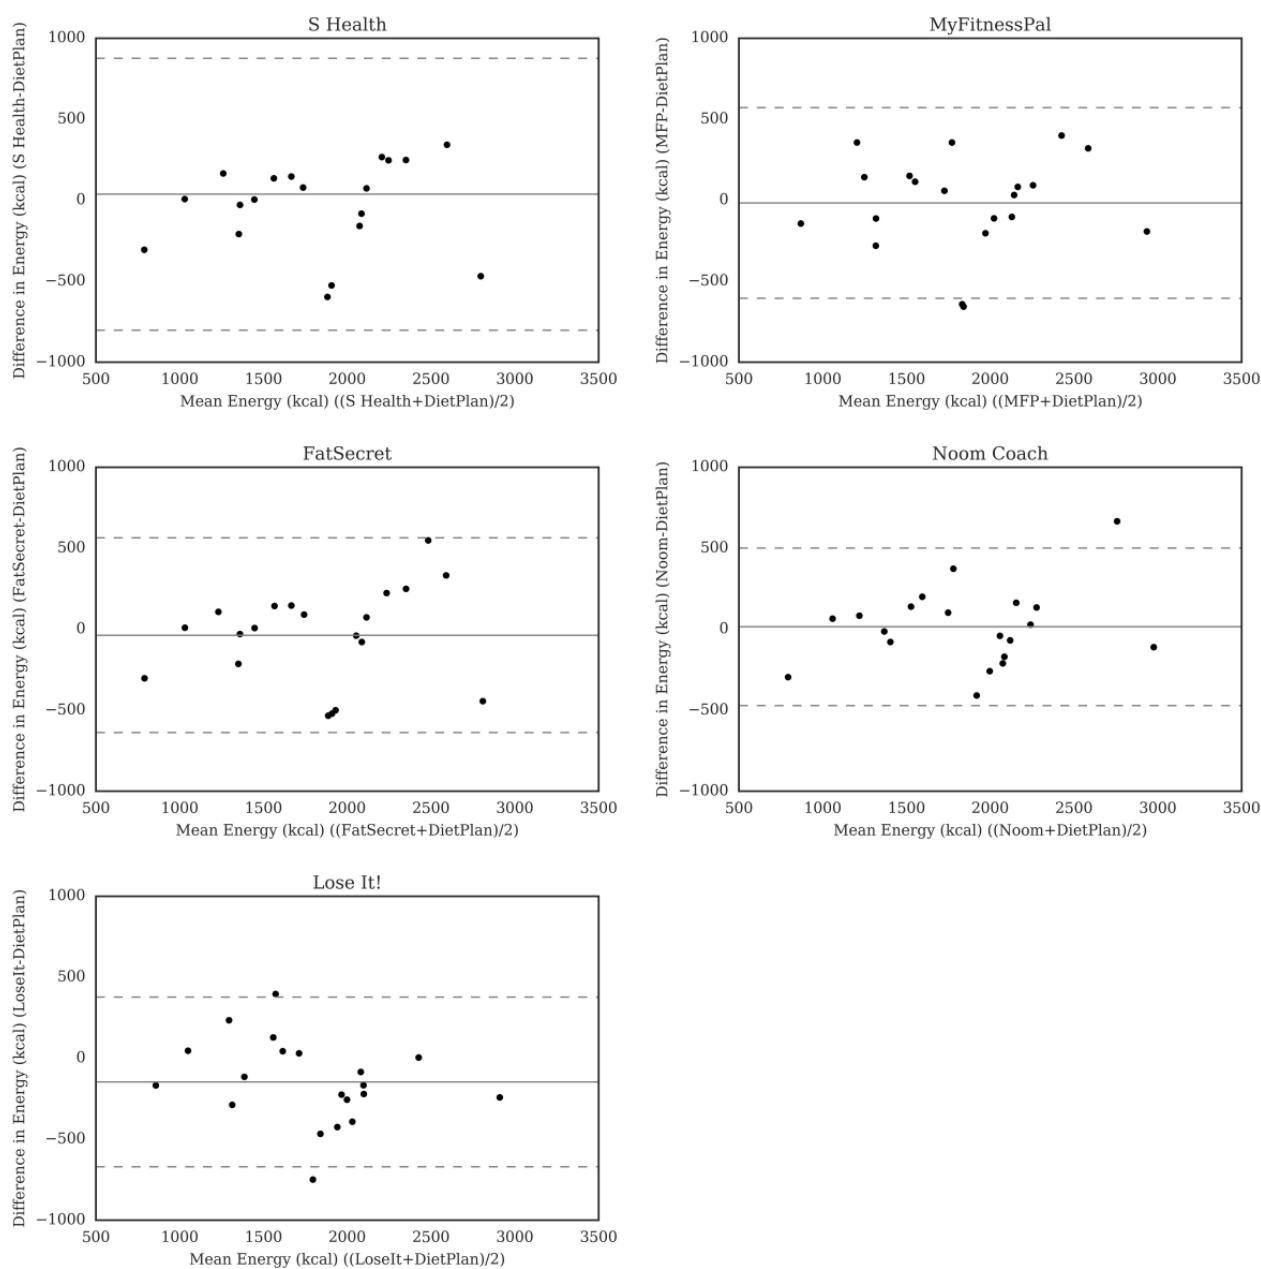 S Health
Difference in Energy (kcal) (S Health-DietPlan)
1000
500
0
−500
−1000
500 1000 1500 2000 2500 3000 3500
Mean Energy (kcal) ((S Health+DietPlan)/2)
MyFitnessPal
Difference in Energy (kcal) (MFP-DietPlan)
1000
500
0
−500
−1000
500 1000 1500 2000 2500 3000 3500
Mean Energy (kcal) ((MFP+DietPlan)/2)
FatSecret
Difference in Energy (kcal) (FatSecret-DietPlan)
1000
500
0
−500
−1000
500 1000 1500 2000 2500 3000 3500
Mean Energy (kcal) ((FatSecret+DietPlan)/2)
Noom Coach
Difference in Energy (kcal) (Noom-DietPlan)
1000
500
0
−500
−1000
500 1000 1500 2000 2500 3000 3500
Mean Energy (kcal) ((Noom+DietPlan)/2)
Lose It!
Difference in Energy (kcal) (LoseIt-DietPlan)
1000
500
0
−500
−1000
500 1000 1500 2000 2500 3000 3500
Mean Energy (kcal) ((LoseIt+DietPlan)/2)